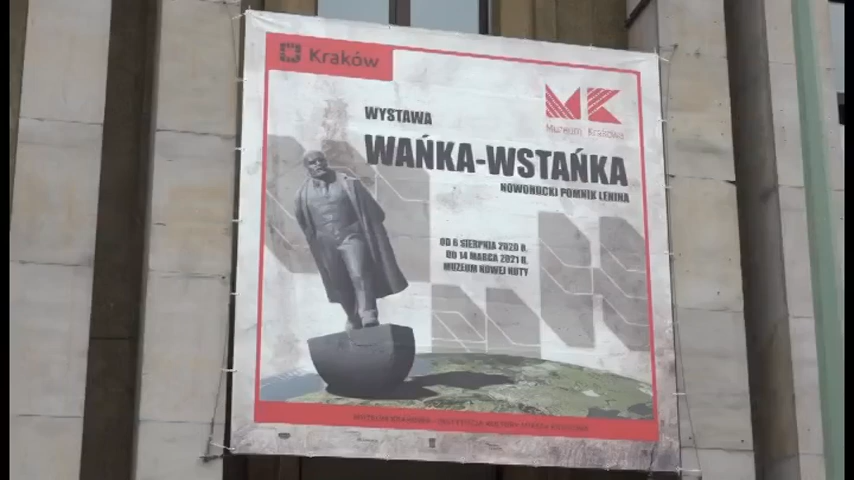 Kraków
MK
Muzeum Krakowa
WYSTAWA
WAŃKA-WSTAŃKA
NOWOHUCKI POMNIK LENINA
OD 6 SIERPNIA 2020 R.
DO 14 MARCA 2021 R.
MUZEUM NOWEJ HUTY